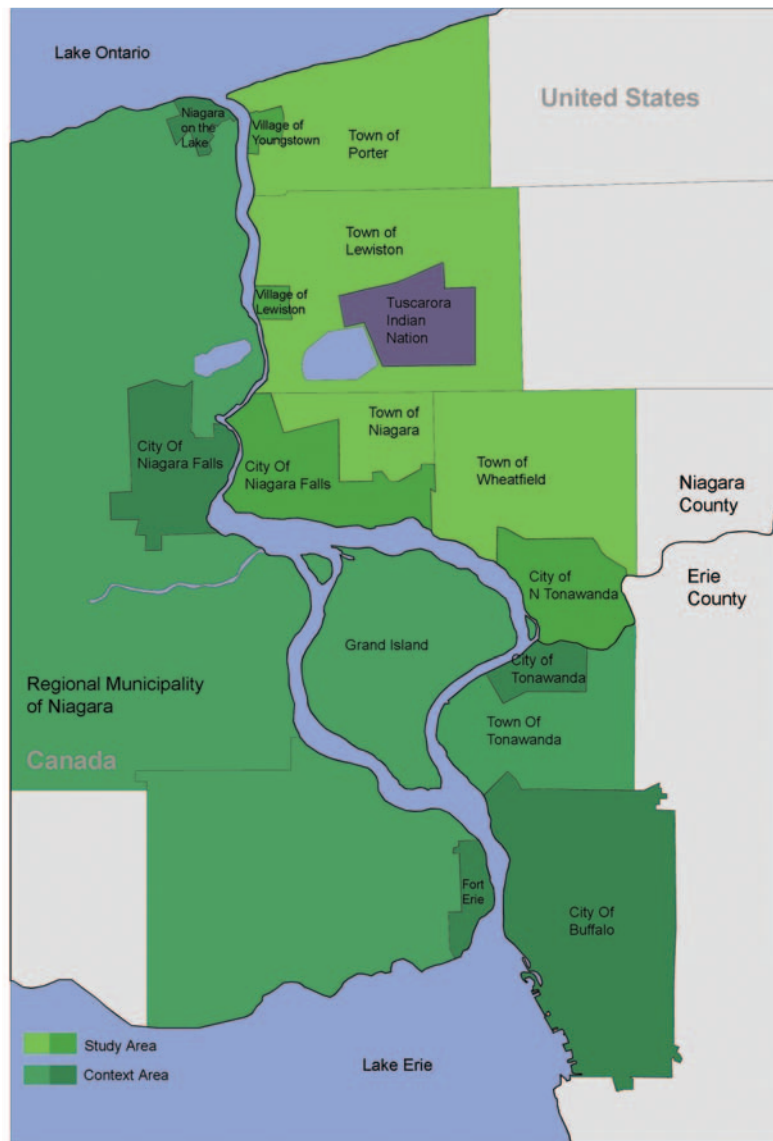 Lake Ontario
United States
Niagara
on the
Lake
Village of
Youngstown
Town of
Porter
Town of
Lewiston
Village of
Lewiston
Tuscarora
Indian
Nation
Town of
Niagara
City Of
Niagara Falls
City Of
Niagara Falls
Town of
Wheatfield
Niagara
County
Erie
County
City of
N Tonawanda
Grand Island
City of
Tonawanda
Regional Municipality
of Niagara
Town Of
Tonawanda
Canada
Fort
Erie
City Of
Buffalo
Study Area
Context Area
Lake Erie